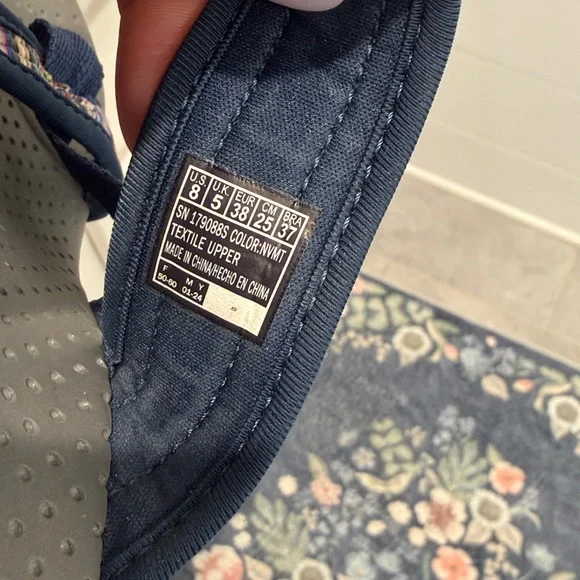 U.S. U.K EUR CM BRA
8 5 38 25 37
SN 179088S COLOR:NVMT
TEXTILE UPPER
MADE IN CHINA/HECHO EN CHINA
F M Y
50-60 01-24